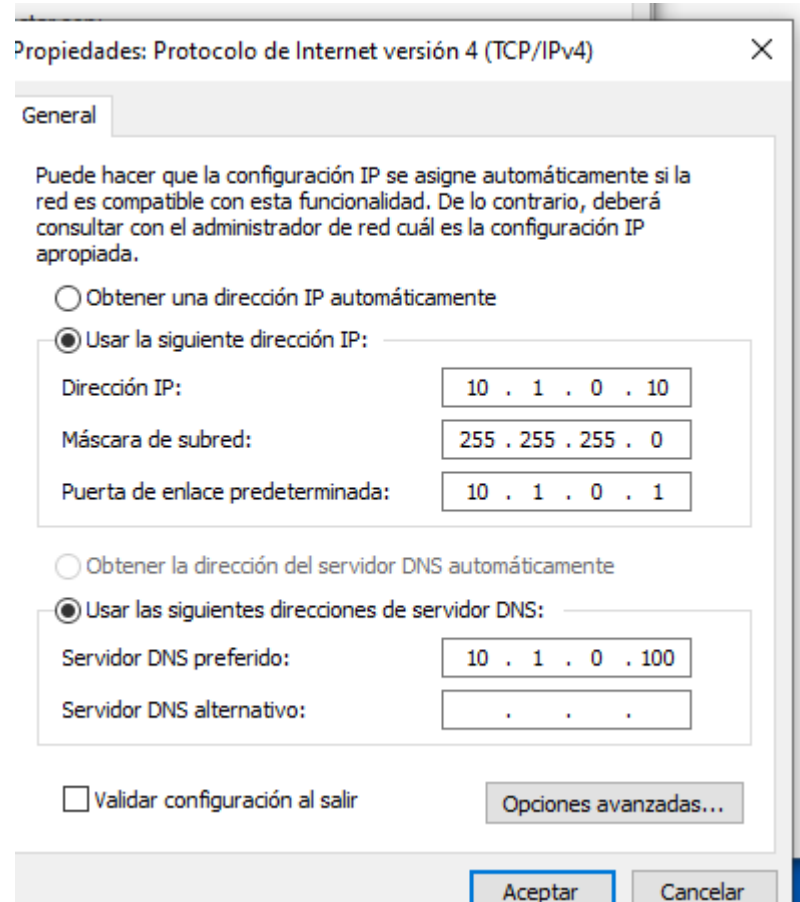 Propiedades: Protocolo de Internet versión 4 (TCP/IPv4)
General
Puede hacer que la configuración IP se asigne automáticamente si la
red es compatible con esta funcionalidad. De lo contrario, deberá
consultar con el administrador de red cuál es la configuración IP
apropiada.
Obtener una dirección IP automáticamente
Usar la siguiente dirección IP:
Dirección IP: 10 . 1 . 0 . 10
Máscara de subred: 255 . 255 . 255 . 0
Puerta de enlace predeterminada: 10 . 1 . 0 . 1
Obtener la dirección del servidor DNS automáticamente
Usar las siguientes direcciones de servidor DNS:
Servidor DNS preferido: 10 . 1 . 0 . 100
Servidor DNS alternativo: . . .
Validar configuración al salir Opciones avanzadas...
Aceptar Cancelar